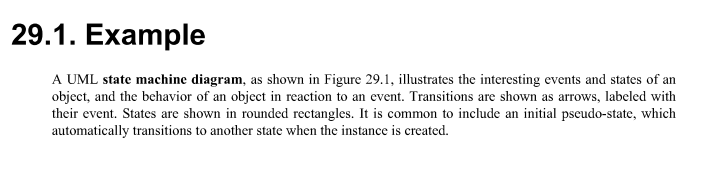 29.1. Example
A UML state machine diagram, as shown in Figure 29.1, illustrates the interesting events and states of an
object, and the behavior of an object in reaction to an event. Transitions are shown as arrows, labeled with
their event. States are shown in rounded rectangles. It is common to include an initial pseudo-state, which
automatically transitions to another state when the instance is created.